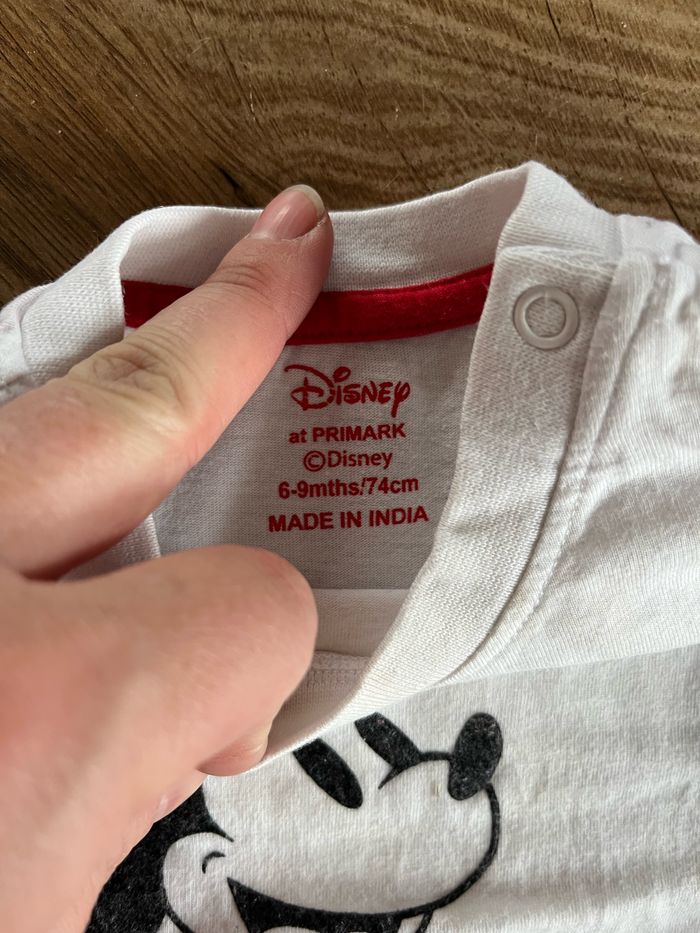 Disney
at PRIMARK
©Disney
6-9mths/74cm
MADE IN INDIA